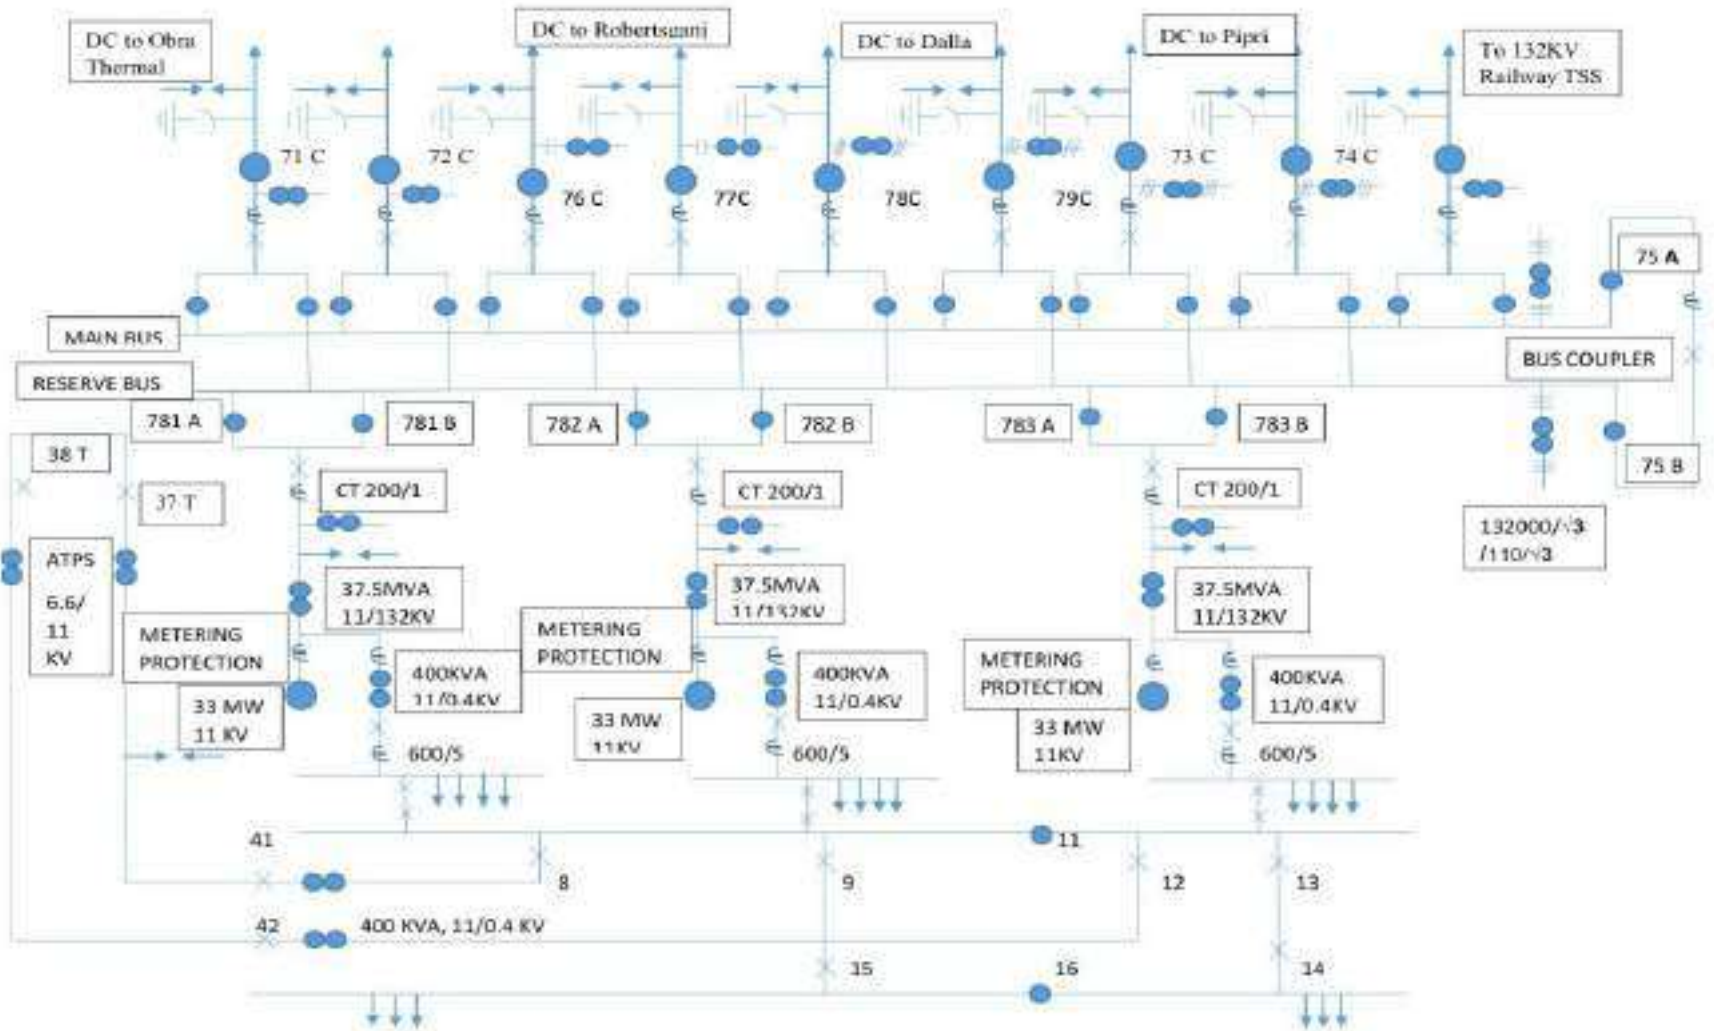 DC to Obra
Thermal
DC to Robertsganj
DC to Dalla
DC to Pipri
To 132KV
Railway TSS
71 C
72 C
76 C
77C
78C
79C
73 C
74 C
75 A
MAIN BUS
BUS COUPLER
RESERVE BUS
781 A
781 B
782 A
782 B
783 A
783 B
75 B
38 T
37 T
CT 200/1
CT 200/1
CT 200/1
132000/√3
/110/√3
ATPS
6.6/
11
KV
37.5MVA
11/132KV
37.5MVA
11/132KV
37.5MVA
11/132KV
METERING
PROTECTION
METERING
PROTECTION
METERING
PROTECTION
400KVA
11/0.4KV
400KVA
11/0.4KV
400KVA
11/0.4KV
33 MW
11 KV
33 MW
11KV
33 MW
11KV
600/5
600/5
600/5
41
11
8
9
12
13
42
400 KVA, 11/0.4 KV
15
16
14